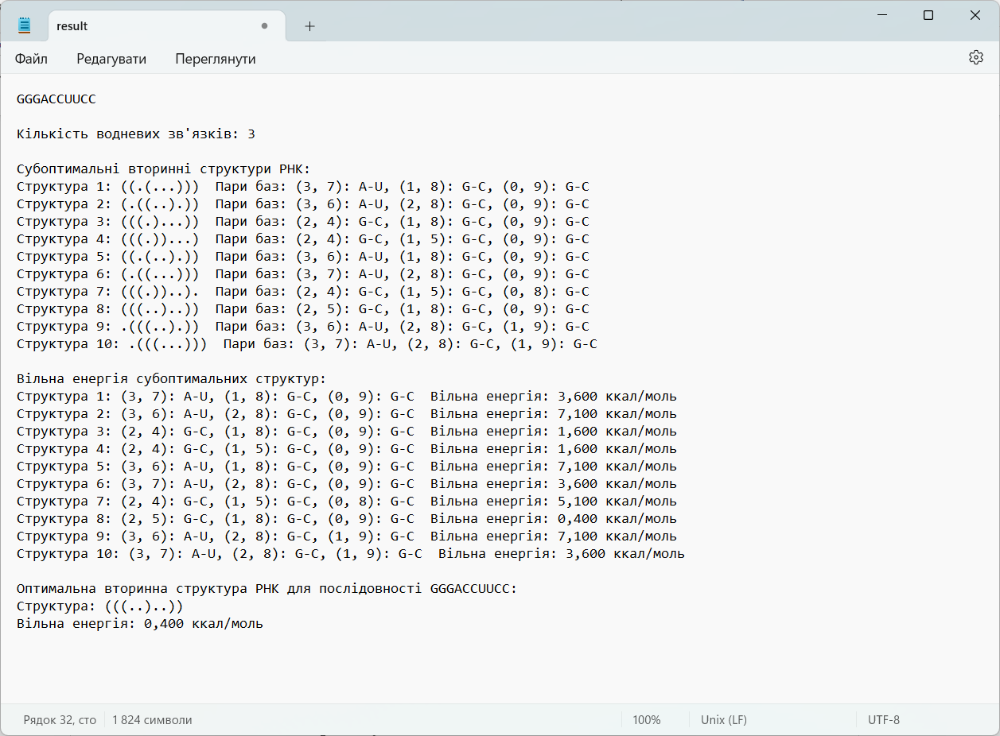 result
Файл Редагувати Переглянути
GGGACCUUCC
Кількість водневих зв'язків: 3
Субоптимальні вторинні структури РНК:
Структура 1: ((.(...))) Пари баз: (3, 7): A-U, (1, 8): G-C, (0, 9): G-C
Структура 2: (.((..).)) Пари баз: (3, 6): A-U, (2, 8): G-C, (0, 9): G-C
Структура 3: (((.)...)) Пари баз: (2, 4): G-C, (1, 8): G-C, (0, 9): G-C
Структура 4: (((.))...) Пари баз: (2, 4): G-C, (1, 5): G-C, (0, 9): G-C
Структура 5: ((.(..).)) Пари баз: (3, 6): A-U, (1, 8): G-C, (0, 9): G-C
Структура 6: (.((...))) Пари баз: (3, 7): A-U, (2, 8): G-C, (0, 9): G-C
Структура 7: (((.))..). Пари баз: (2, 4): G-C, (1, 5): G-C, (0, 8): G-C
Структура 8: (((..)..)) Пари баз: (2, 5): G-C, (1, 8): G-C, (0, 9): G-C
Структура 9: .(((..).)) Пари баз: (3, 6): A-U, (2, 8): G-C, (1, 9): G-C
Структура 10: .(((...))) Пари баз: (3, 7): A-U, (2, 8): G-C, (1, 9): G-C
Вільна енергія субоптимальних структур:
Структура 1: (3, 7): A-U, (1, 8): G-C, (0, 9): G-C Вільна енергія: 3,600 ккал/моль
Структура 2: (3, 6): A-U, (2, 8): G-C, (0, 9): G-C Вільна енергія: 7,100 ккал/моль
Структура 3: (2, 4): G-C, (1, 8): G-C, (0, 9): G-C Вільна енергія: 1,600 ккал/моль
Структура 4: (2, 4): G-C, (1, 5): G-C, (0, 9): G-C Вільна енергія: 1,600 ккал/моль
Структура 5: (3, 6): A-U, (1, 8): G-C, (0, 9): G-C Вільна енергія: 7,100 ккал/моль
Структура 6: (3, 7): A-U, (2, 8): G-C, (0, 9): G-C Вільна енергія: 3,600 ккал/моль
Структура 7: (2, 4): G-C, (1, 5): G-C, (0, 8): G-C Вільна енергія: 5,100 ккал/моль
Структура 8: (2, 5): G-C, (1, 8): G-C, (0, 9): G-C Вільна енергія: 0,400 ккал/моль
Структура 9: (3, 6): A-U, (2, 8): G-C, (1, 9): G-C Вільна енергія: 7,100 ккал/моль
Структура 10: (3, 7): A-U, (2, 8): G-C, (1, 9): G-C Вільна енергія: 3,600 ккал/моль
Оптимальна вторинна структура РНК для послідовності GGGACCUUCC:
Структура: (((..)..))
Вільна енергія: 0,400 ккал/моль
Рядок 32, сто 1 824 символи 100% Unix (LF) UTF-8